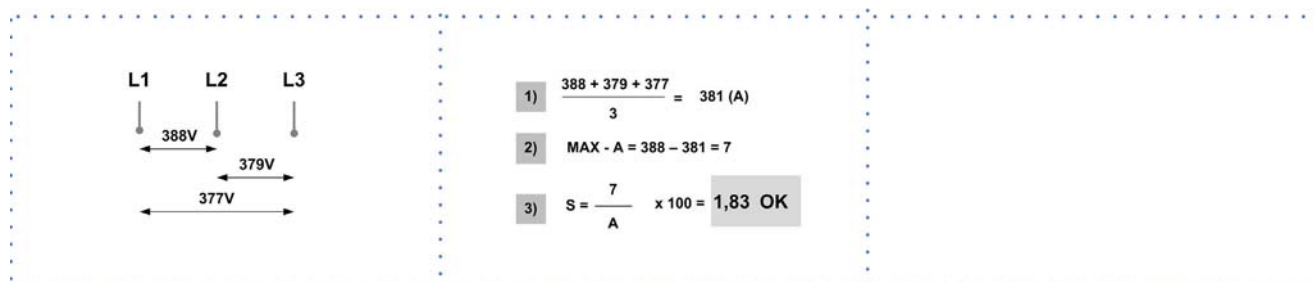 L1 L2 L3
388V
379V
377V
1) 388 + 379 + 377
3
= 381 (A)
2) MAX - A = 388 – 381 = 7
3) S = 7
A
x 100 = 1,83 OK